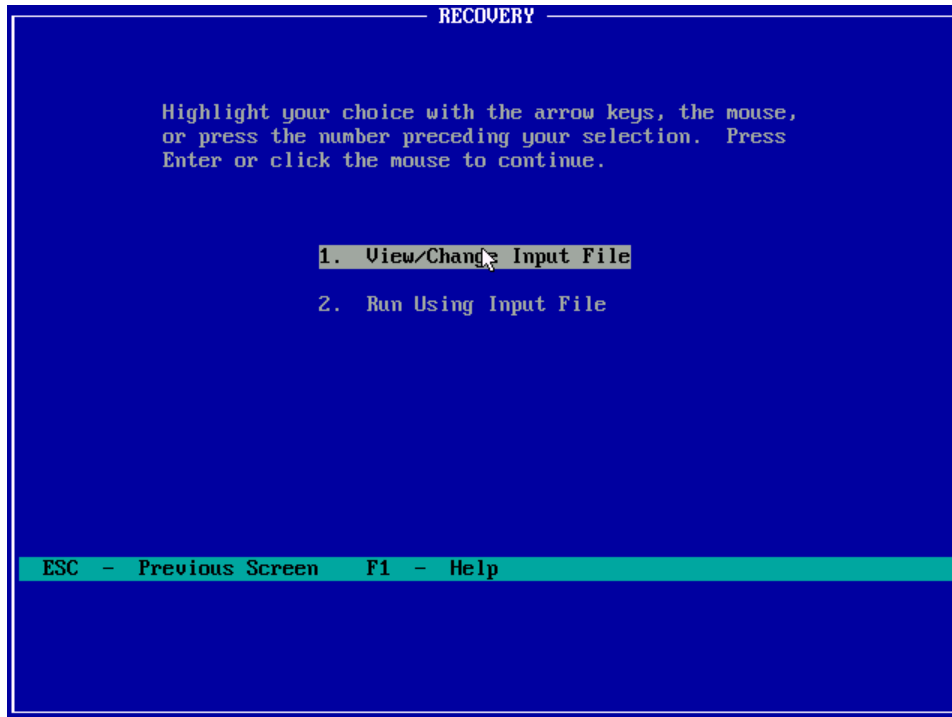 RECOVERY
Highlight your choice with the arrow keys, the mouse,
or press the number preceding your selection.  Press
Enter or click the mouse to continue.
1.  View/Change Input File
2.  Run Using Input File
ESC  -  Previous Screen    F1  -  Help